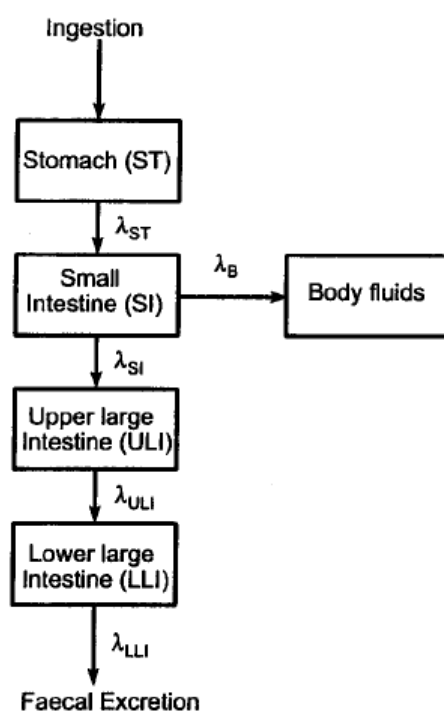 Ingestion
Stomach (ST)
λST
Small
Intestine (SI)
λB
Body fluids
λSI
Upper large
Intestine (ULI)
λULI
Lower large
Intestine (LLI)
λLLI
Faecal Excretion